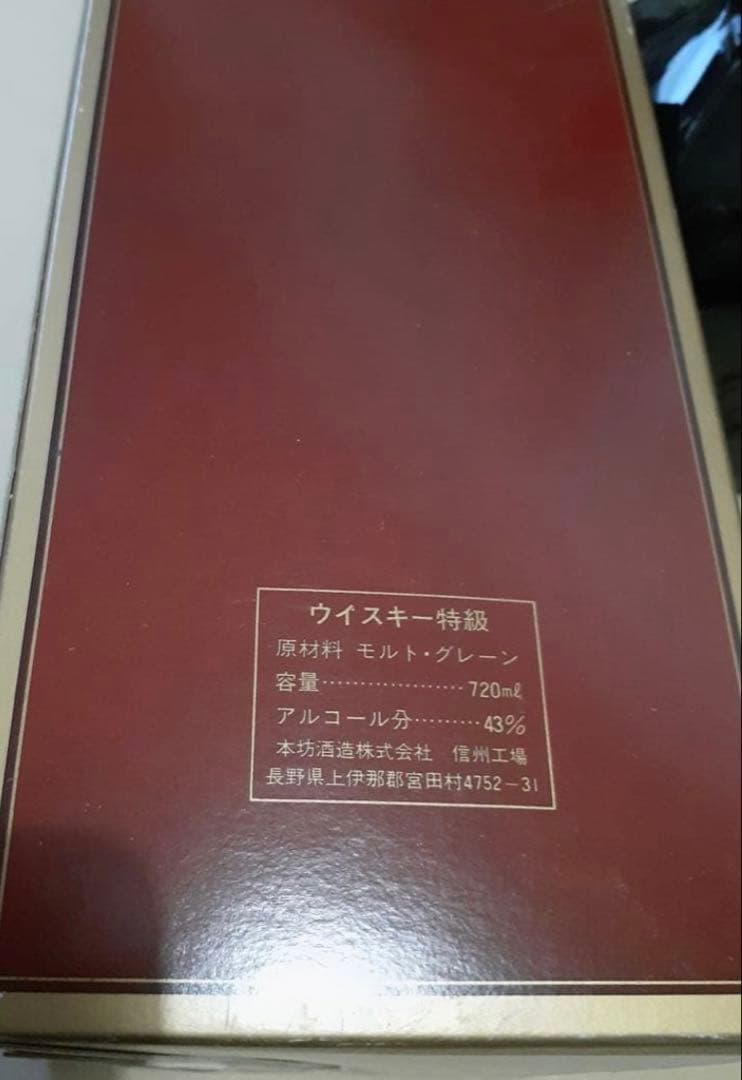 ウイスキー特級
原材料 モルト・グレーン
容量··················720mℓ
アルコール分·········43%
本坊酒造株式会社 信州工場
長野県上伊那郡宮田村4752-31